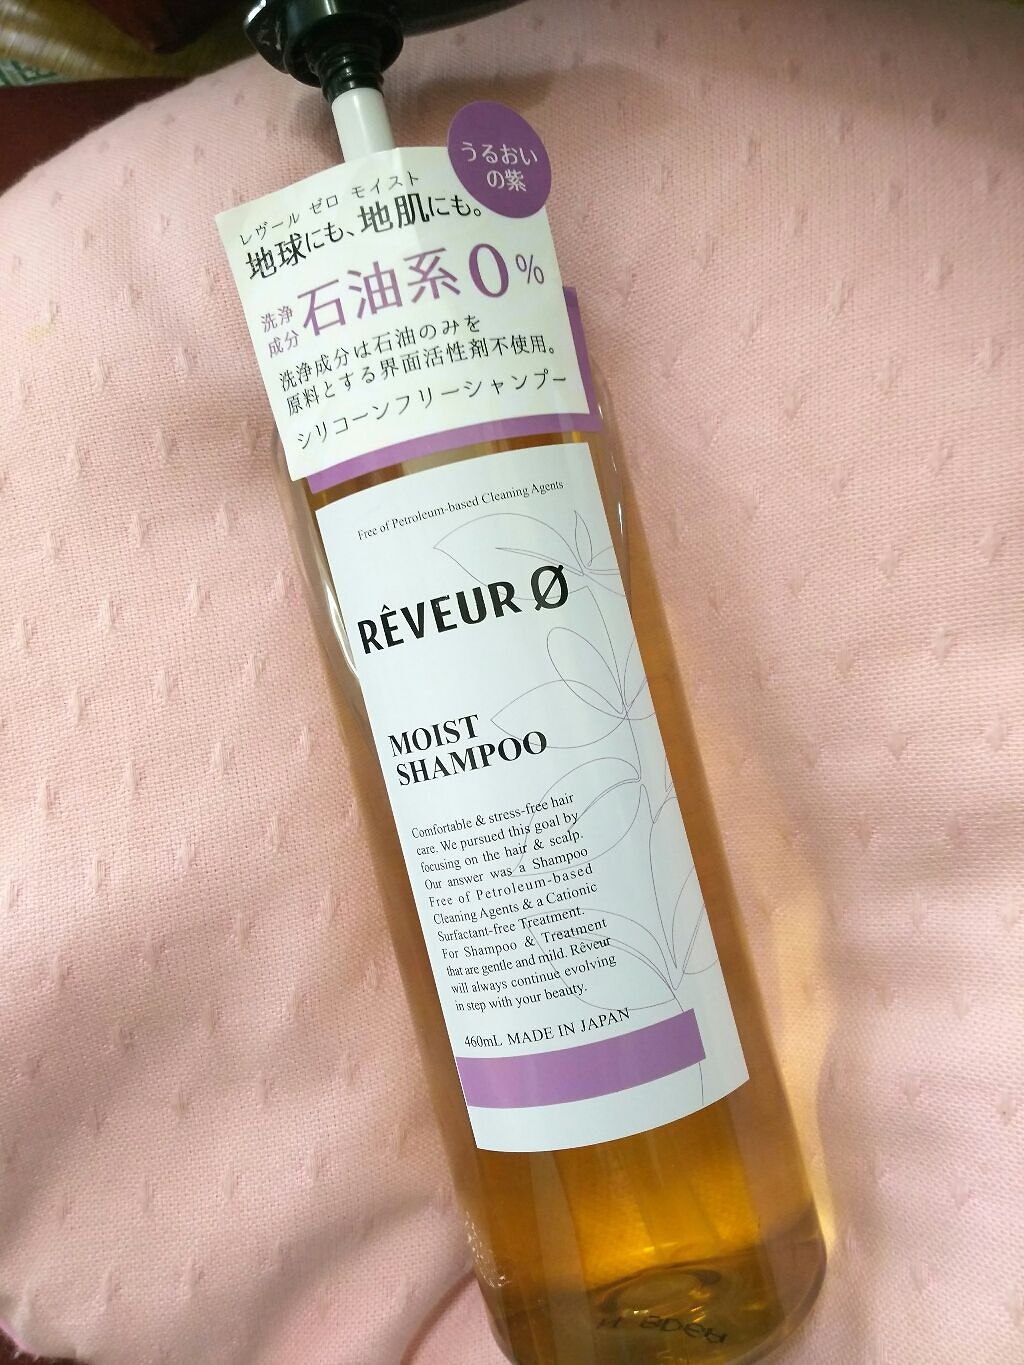 うるおい
の紫
レヴール ゼロ モイスト
地球にも、地肌にも。
洗浄
成分
石油系0%
洗浄成分は石油のみを
原料とする界面活性剤不使用。
シリコーンフリーシャンプー
Free of Petroleum-based Cleaning Agents
RÊVEUR Ø
MOIST
SHAMPOO
Comfortable & stress-free hair
care. We pursued this goal by
focusing on the hair & scalp.
Our answer was a Shampoo
Free of Petroleum-based
Cleaning Agents & a Cationic
Surfactant-free Treatment.
For Shampoo & Treatment
that are gentle and mild. Rêveur
will always continue evolving
in step with your beauty.
460mL MADE IN JAPAN